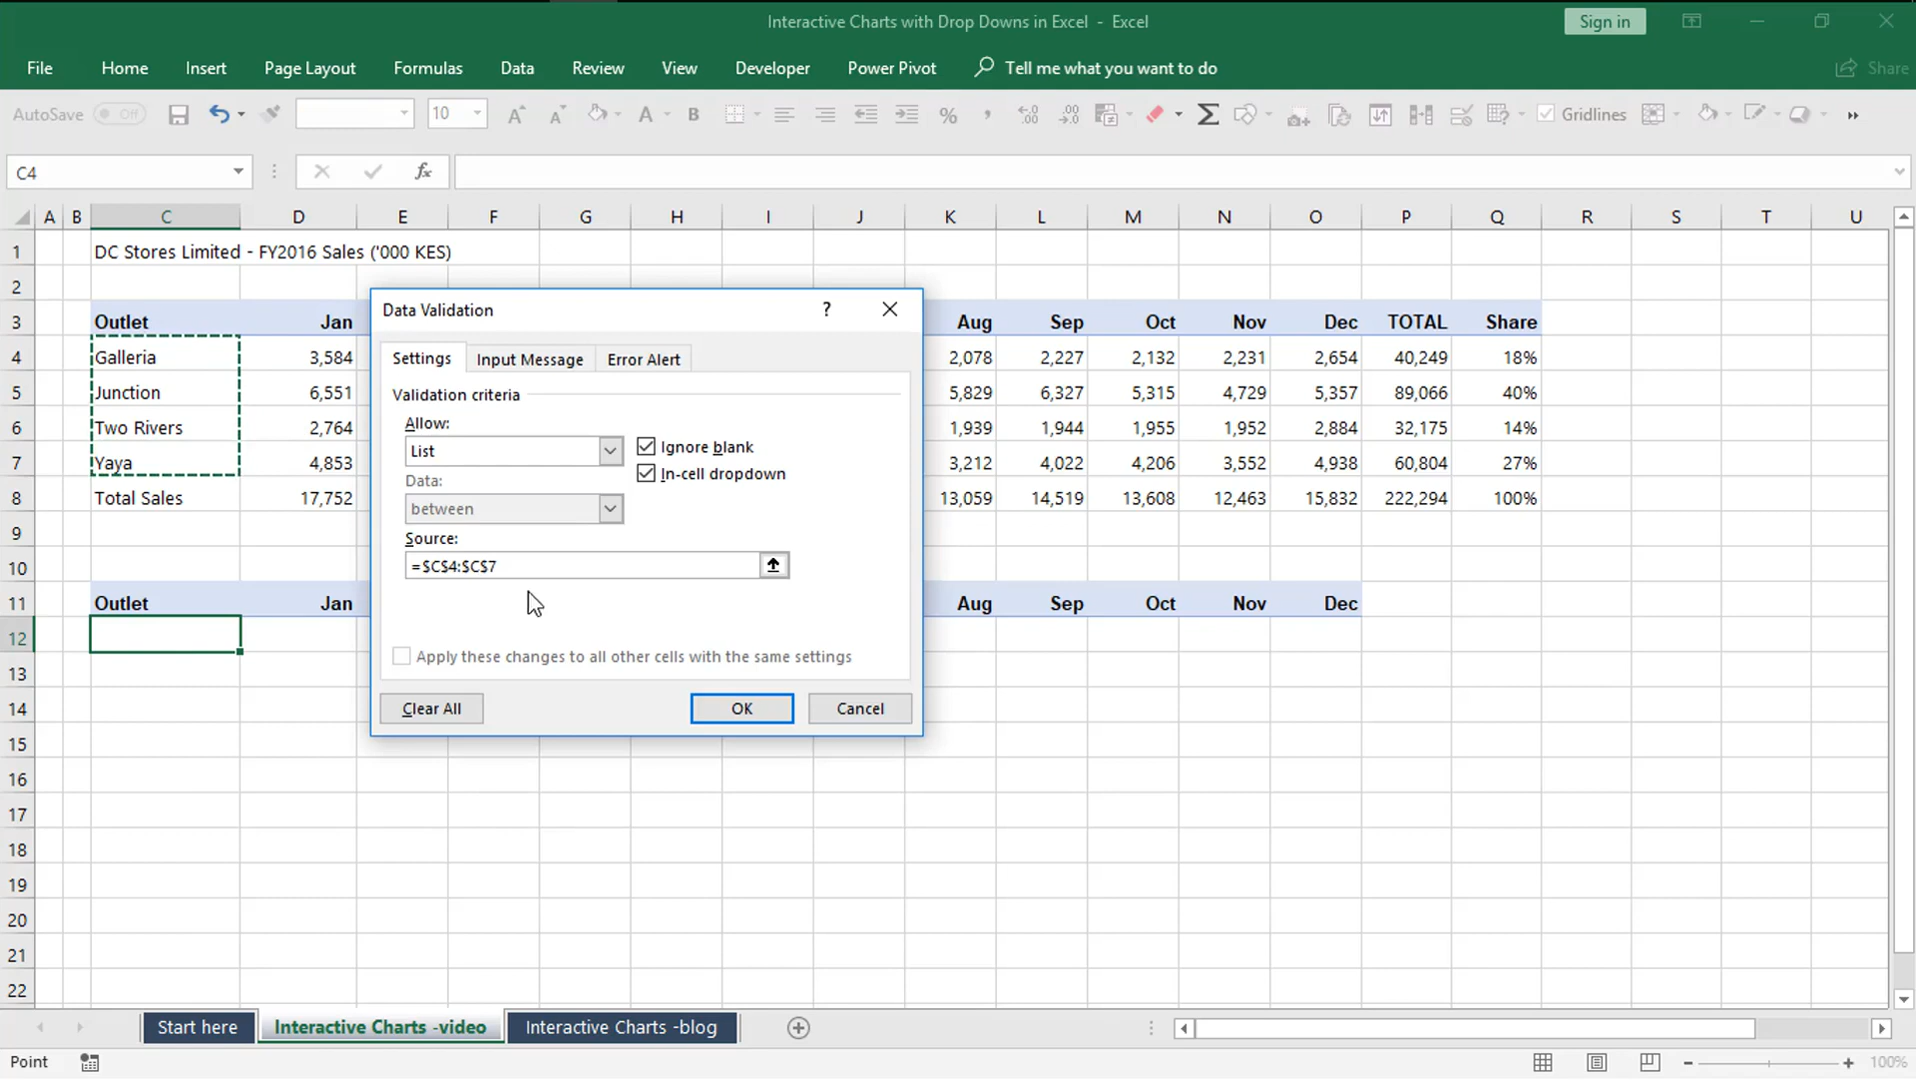 Interactive Charts with Drop Downs in Excel - Excel
Sign in
File Home Insert Page Layout Formulas Data Review View Developer Power Pivot Tell me what you want to do Share
AutoSave Off 10 A A A B % , .00 .00 Σ Gridlines
C4 fx
A B C D E F G H I J K L M N O P Q R S T U
1 DC Stores Limited - FY2016 Sales ('000 KES)
2
3 Outlet Jan Aug Sep Oct Nov Dec TOTAL Share
4 Galleria 3,584 2,078 2,227 2,132 2,231 2,654 40,249 18%
5 Junction 6,551 5,829 6,327 5,315 4,729 5,357 89,066 40%
6 Two Rivers 2,764 1,939 1,944 1,955 1,952 2,884 32,175 14%
7 Yaya 4,853 3,212 4,022 4,206 3,552 4,938 60,804 27%
8 Total Sales 17,752 13,059 14,519 13,608 12,463 15,832 222,294 100%
9
10
11 Outlet Jan Aug Sep Oct Nov Dec
12
13
14
15
16
17
18
19
20
21
22
Data Validation ?
Settings Input Message Error Alert
Validation criteria
Allow:
List
Ignore blank
In-cell dropdown
Data:
between
Source:
=$C$4:$C$7
Apply these changes to all other cells with the same settings
Clear All OK Cancel
Start here Interactive Charts -video Interactive Charts -blog
Point 100%